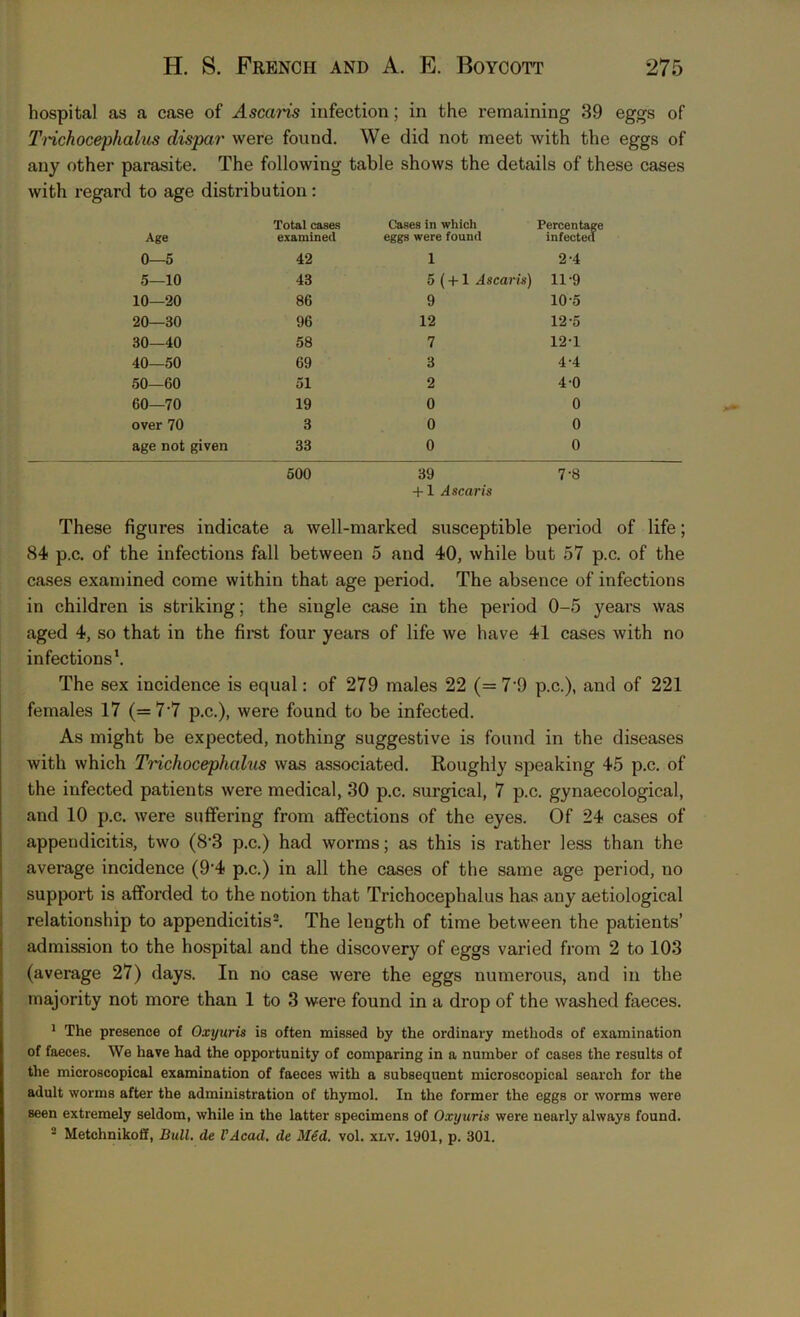 H. S. French and A. E. Boycott 275
hospital as a case of Ascaris infection; in the remaining 39 eggs of
Trichocephalus dispar were found. We did not meet with the eggs of
any other parasite. The following table shows the details of these cases
with regard to age distribution:
Age Total cases examined Cases in which eggs were found Percentage infected
0—5 42 1 2·4
5—10 43 5 (+1 Ascaris) 11·9
10—20 86 9 10·5
20—30 96 12 12·5
30—40 58 7 12·1
40—50 69 3 4·4
50—60 51 2 4·0
60—70 19 0 0
over 70 3 0 0
age not given 33 0 0
500 39 7·8
+1 Ascaris
These figures indicate a well-marked susceptible period of life;
84 p.c. of the infections fall between 5 and 40, while but 57 p.c. of the
cases examined come within that age period. The absence of infections
in children is striking; the single case in the period 0–5 years was
aged 4, so that in the first four years of life we have 41 cases with no
infections¹.
The sex incidence is equal: of 279 males 22 (= 7·9 p.c.), and of 221
females 17 (= 7·7 p.c.), were found to be infected.
As might be expected, nothing suggestive is found in the diseases
with which Trichocephalus was associated. Roughly speaking 45 p.c. of
the infected patients were medical, 30 p.c. surgical, 7 p.c. gynaecological,
and 10 p.c. were suffering from affections of the eyes. Of 24 cases of
appendicitis, two (8·3 p.c.) had worms; as this is rather less than the
average incidence (9·4 p.c.) in all the cases of the same age period, no
support is afforded to the notion that Trichocephalus has any aetiological
relationship to appendicitis². The length of time between the patients'
admission to the hospital and the discovery of eggs varied from 2 to 103
(average 27) days. In no case were the eggs numerous, and in the
majority not more than 1 to 3 were found in a drop of the washed faeces.
¹ The presence of Oxyuris is often missed by the ordinary methods of examination
of faeces. We have had the opportunity of comparing in a number of cases the results of
the microscopical examination of faeces with a subsequent microscopical search for the
adult worms after the administration of thymol. In the former the eggs or worms were
seen extremely seldom, while in the latter specimens of Oxyuris were nearly always found.
² Metchnikoff, Bull. de l'Acad. de Méd. vol. xlv. 1901, p. 301.